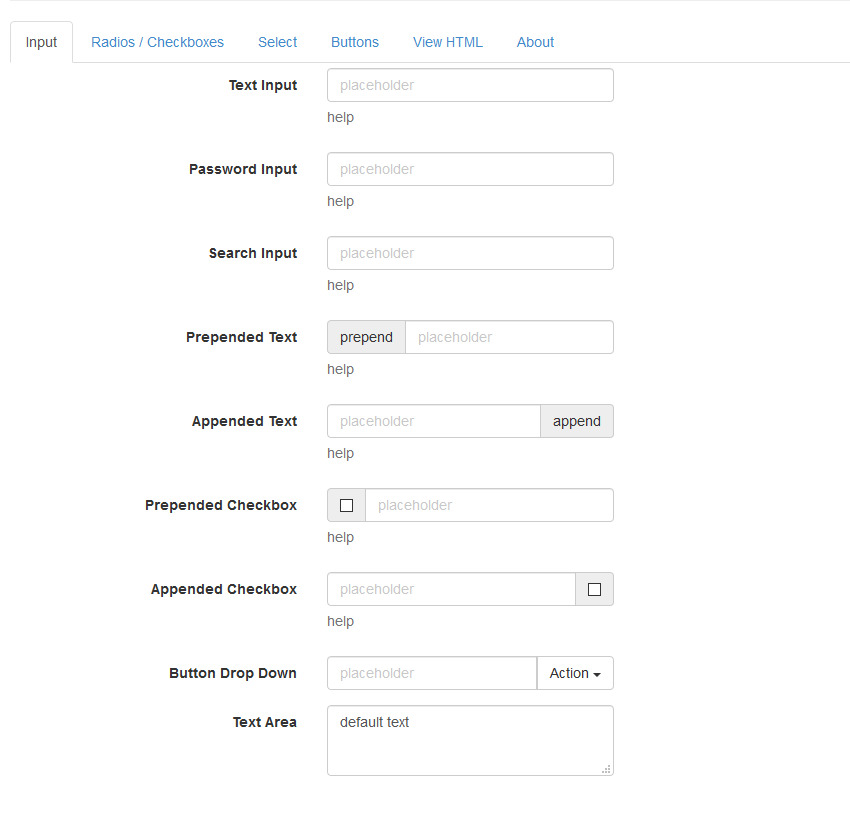 Input Radios / Checkboxes Select Buttons View HTML About
Text Input placeholder
help
Password Input placeholder
help
Search Input placeholder
help
Prepended Text prepend placeholder
help
Appended Text placeholder append
help
Prepended Checkbox placeholder
help
Appended Checkbox placeholder
help
Button Drop Down placeholder Action
Text Area default text